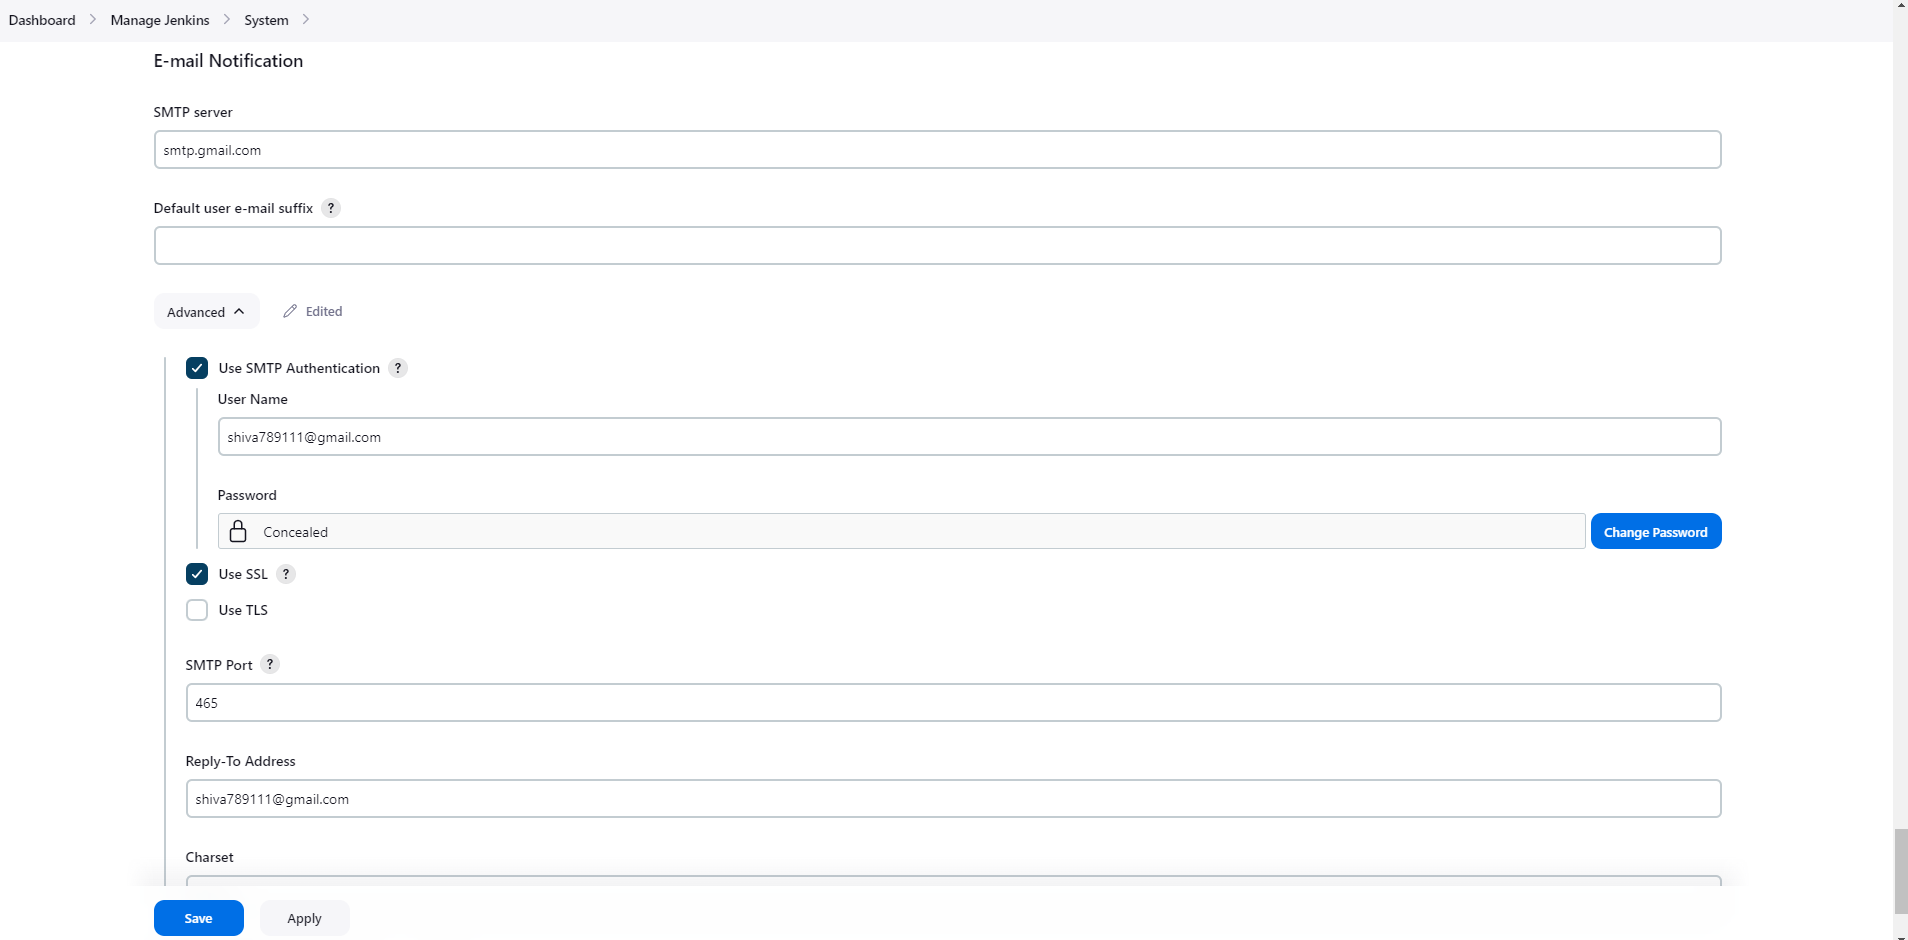 Dashboard > Manage Jenkins > System >
E-mail Notification
SMTP server
smtp.gmail.com
Default user e-mail suffix ?
Advanced Edited
Use SMTP Authentication ?
User Name
shiva789111@gmail.com
Password
Concealed Change Password
Use SSL ?
Use TLS
SMTP Port ?
465
Reply-To Address
shiva789111@gmail.com
Charset
Save Apply